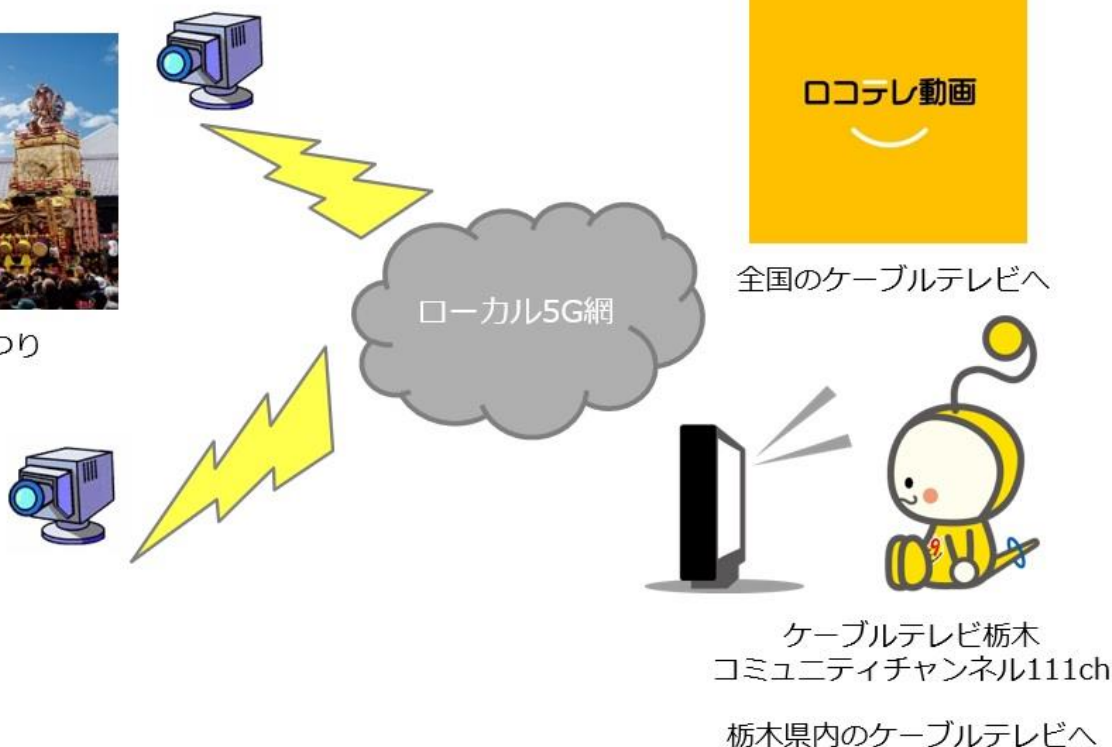 ロコテレ動画
全国のケーブルテレビへ
ローカル5G網
つり
ケーブルテレビ栃木
コミュニティチャンネル111ch
栃木県内のケーブルテレビへ